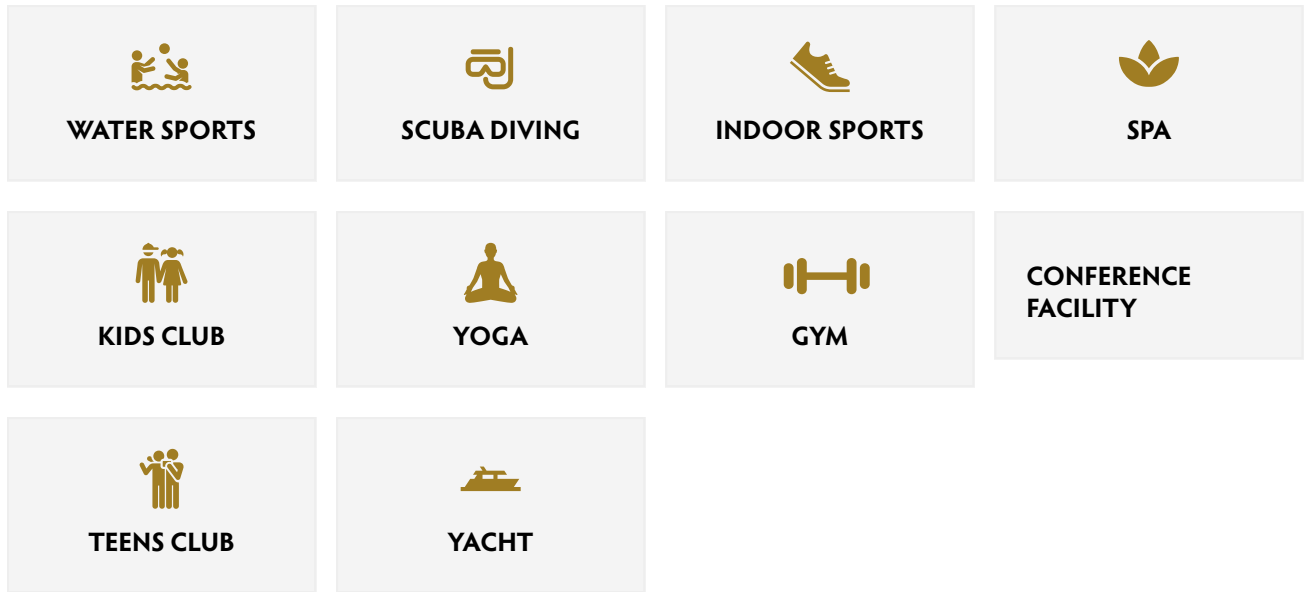 WATER SPORTS
SCUBA DIVING
INDOOR SPORTS
SPA
KIDS CLUB
YOGA
GYM
CONFERENCE
FACILITY
TEENS CLUB
YACHT